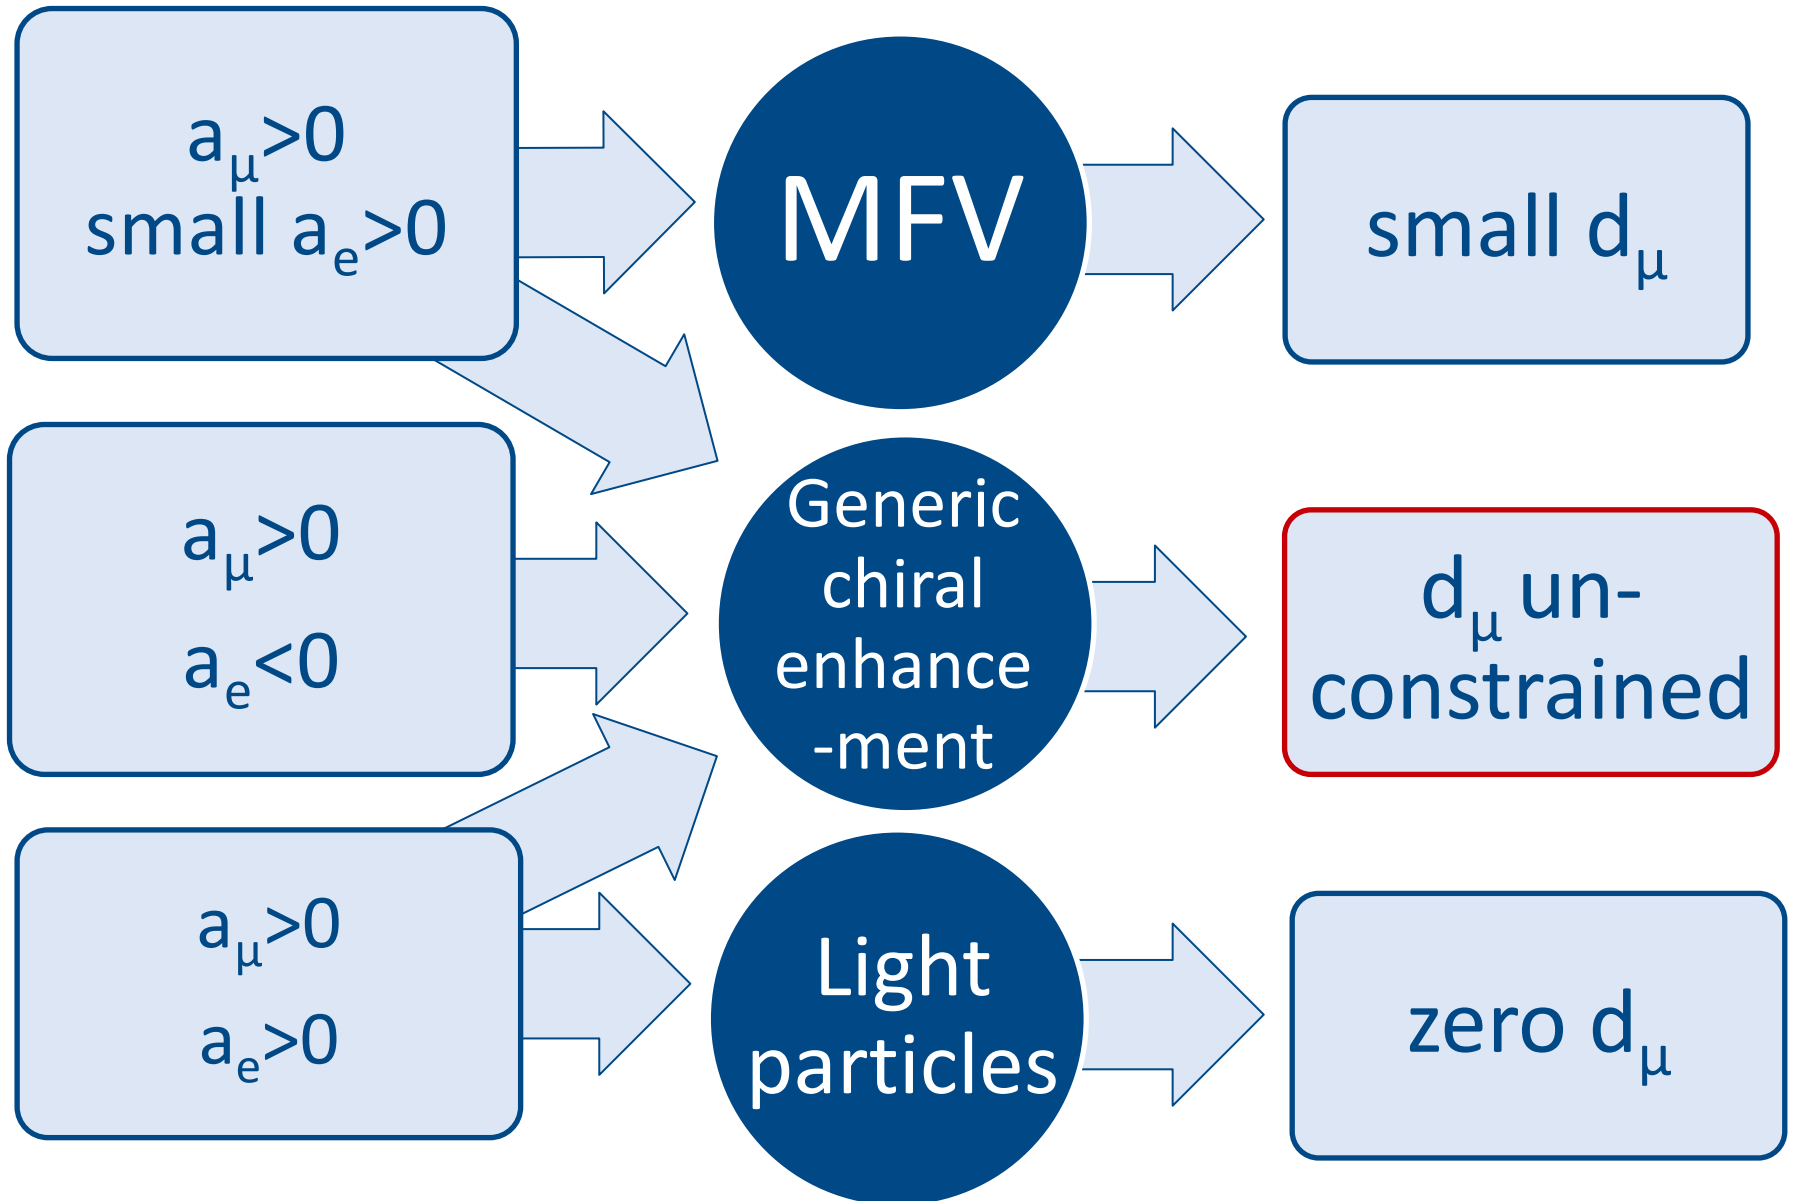 aμ>0
small ae>0
MFV
small dμ
aμ>0
ae<0
Generic
chiral
enhance
-ment
dμ un-
constrained
aμ>0
ae>0
Light
particles
zero dμ